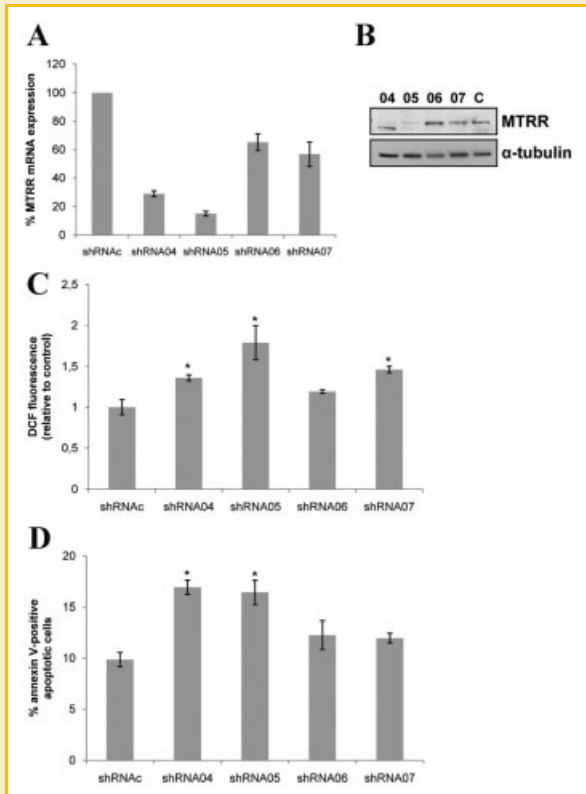 A
% MTRR mRNA expression
120
100
80
60
40
20
0
shRNAc shRNA04 shRNA05 shRNA06 shRNA07
B
04 05 06 07 C
MTRR
α-tubulin
C
DCF fluorescence
(relative to control)
2,5
2
1,5
1
0,5
0
* * *
shRNAc shRNA04 shRNA05 shRNA06 shRNA07
D
% annexin V-positive
apoptotic cells
20
15
10
5
0
* *
shRNAc shRNA04 shRNA05 shRNA06 shRNA07